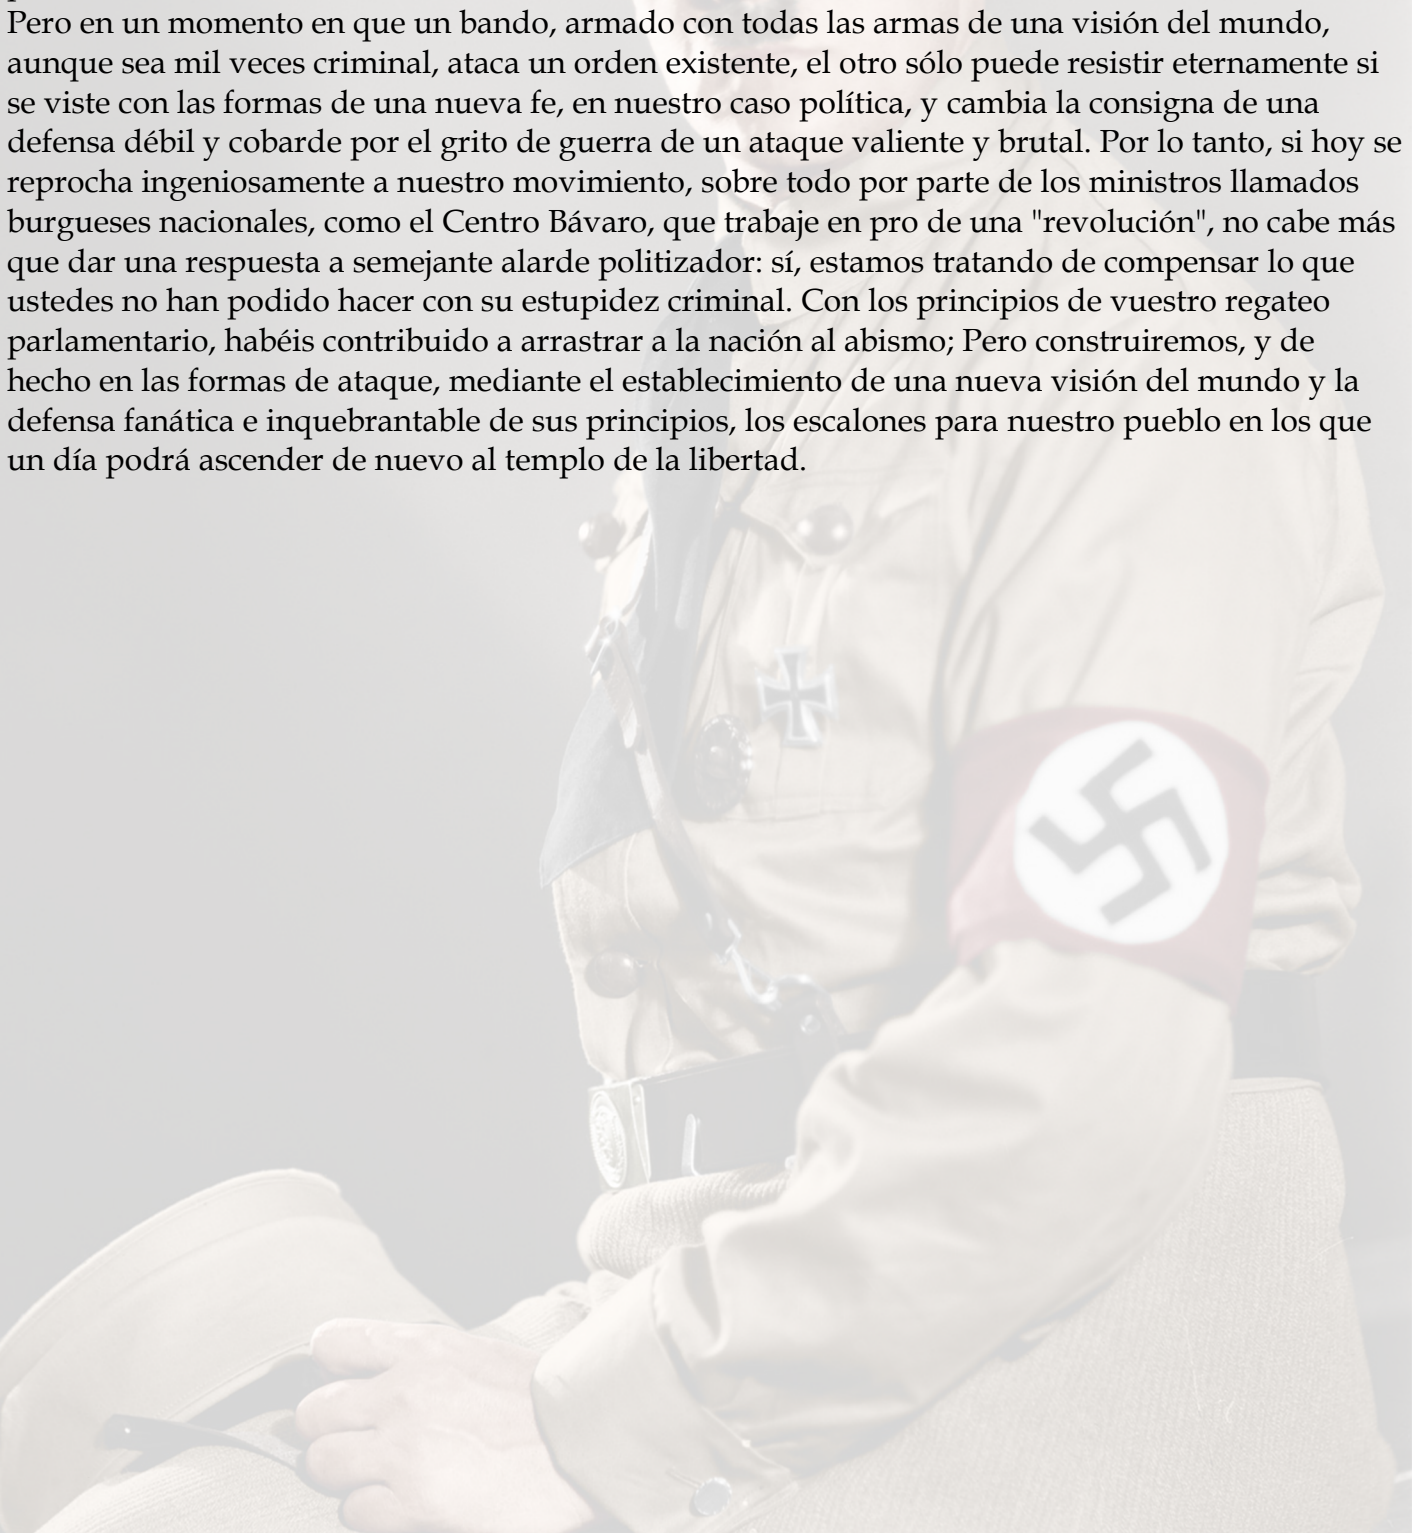 Pero en un momento en que un bando, armado con todas las armas de una visión del mundo,
aunque sea mil veces criminal, ataca un orden existente, el otro sólo puede resistir eternamente si
se viste con las formas de una nueva fe, en nuestro caso política, y cambia la consigna de una
defensa débil y cobarde por el grito de guerra de un ataque valiente y brutal. Por lo tanto, si hoy se
reprocha ingeniosamente a nuestro movimiento, sobre todo por parte de los ministros llamados
burgueses nacionales, como el Centro Bávaro, que trabaje en pro de una "revolución", no cabe más
que dar una respuesta a semejante alarde politizador: sí, estamos tratando de compensar lo que
ustedes no han podido hacer con su estupidez criminal. Con los principios de vuestro regateo
parlamentario, habéis contribuido a arrastrar a la nación al abismo; Pero construiremos, y de
hecho en las formas de ataque, mediante el establecimiento de una nueva visión del mundo y la
defensa fanática e inquebrantable de sus principios, los escalones para nuestro pueblo en los que
un día podrá ascender de nuevo al templo de la libertad.